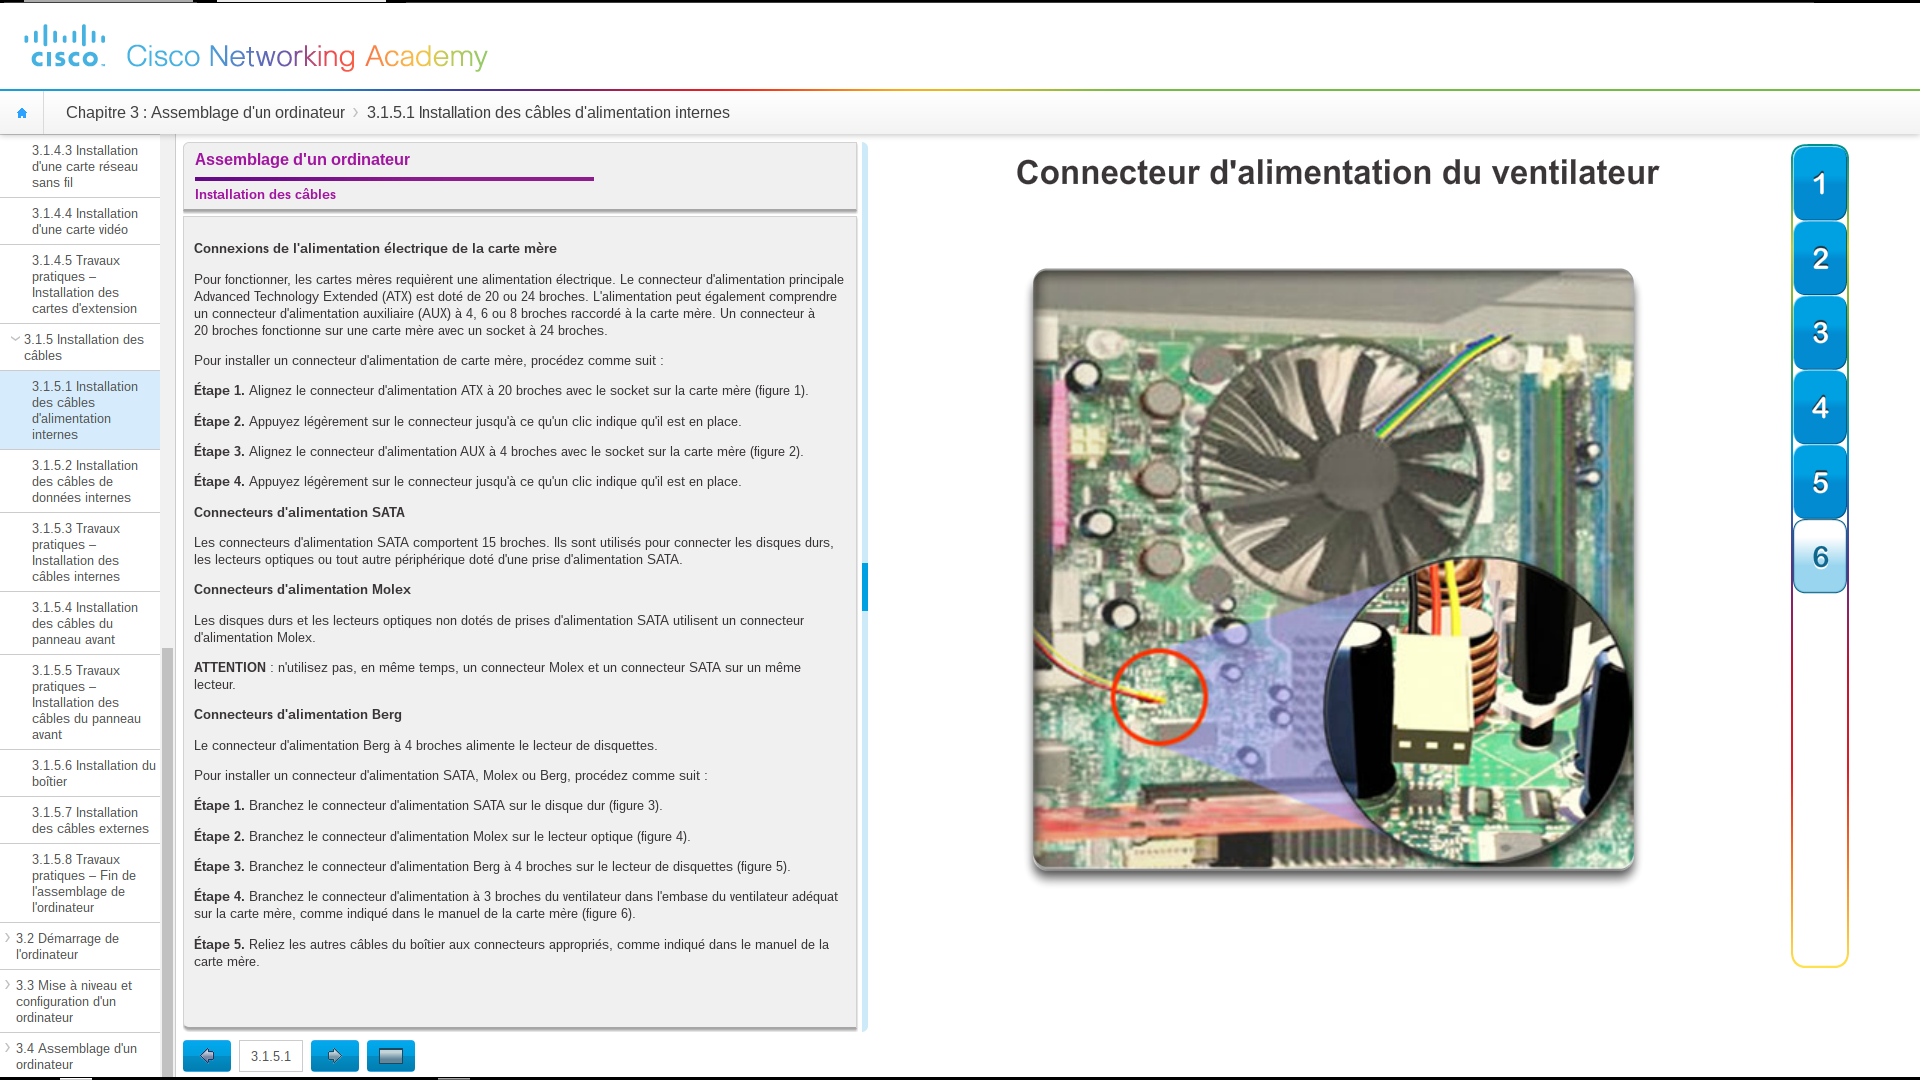 cisco
Cisco Networking Academy
Chapitre 3 : Assemblage d'un ordinateur
3.1.5.1 Installation des câbles d'alimentation internes
3.1.4.3 Installation
d'une carte réseau
sans fil
3.1.4.4 Installation
d'une carte vidéo
3.1.4.5 Travaux
pratiques –
Installation des
cartes d'extension
3.1.5 Installation des
câbles
3.1.5.1 Installation
des câbles
d'alimentation
internes
3.1.5.2 Installation
des câbles de
données internes
3.1.5.3 Travaux
pratiques –
Installation des
câbles internes
3.1.5.4 Installation
des câbles du
panneau avant
3.1.5.5 Travaux
pratiques –
Installation des
câbles du panneau
avant
3.1.5.6 Installation du
boîtier
3.1.5.7 Installation
des câbles externes
3.1.5.8 Travaux
pratiques – Fin de
l'assemblage de
l'ordinateur
3.2 Démarrage de
l'ordinateur
3.3 Mise à niveau et
configuration d'un
ordinateur
3.4 Assemblage d'un
ordinateur
Assemblage d'un ordinateur
Installation des câbles
Connexions de l'alimentation électrique de la carte mère
Pour fonctionner, les cartes mères requièrent une alimentation électrique. Le connecteur d'alimentation principale
Advanced Technology Extended (ATX) est doté de 20 ou 24 broches. L'alimentation peut également comprendre
un connecteur d'alimentation auxiliaire (AUX) à 4, 6 ou 8 broches raccordé à la carte mère. Un connecteur à
20 broches fonctionne sur une carte mère avec un socket à 24 broches.
Pour installer un connecteur d'alimentation de carte mère, procédez comme suit :
Étape 1. Alignez le connecteur d'alimentation ATX à 20 broches avec le socket sur la carte mère (figure 1).
Étape 2. Appuyez légèrement sur le connecteur jusqu'à ce qu'un clic indique qu'il est en place.
Étape 3. Alignez le connecteur d'alimentation AUX à 4 broches avec le socket sur la carte mère (figure 2).
Étape 4. Appuyez légèrement sur le connecteur jusqu'à ce qu'un clic indique qu'il est en place.
Connecteurs d'alimentation SATA
Les connecteurs d'alimentation SATA comportent 15 broches. Ils sont utilisés pour connecter les disques durs,
les lecteurs optiques ou tout autre périphérique doté d'une prise d'alimentation SATA.
Connecteurs d'alimentation Molex
Les disques durs et les lecteurs optiques non dotés de prises d'alimentation SATA utilisent un connecteur
d'alimentation Molex.
ATTENTION : n'utilisez pas, en même temps, un connecteur Molex et un connecteur SATA sur un même
lecteur.
Connecteurs d'alimentation Berg
Le connecteur d'alimentation Berg à 4 broches alimente le lecteur de disquettes.
Pour installer un connecteur d'alimentation SATA, Molex ou Berg, procédez comme suit :
Étape 1. Branchez le connecteur d'alimentation SATA sur le disque dur (figure 3).
Étape 2. Branchez le connecteur d'alimentation Molex sur le lecteur optique (figure 4).
Étape 3. Branchez le connecteur d'alimentation Berg à 4 broches sur le lecteur de disquettes (figure 5).
Étape 4. Branchez le connecteur d'alimentation à 3 broches du ventilateur dans l'embase du ventilateur adéquat
sur la carte mère, comme indiqué dans le manuel de la carte mère (figure 6).
Étape 5. Reliez les autres câbles du boîtier aux connecteurs appropriés, comme indiqué dans le manuel de la
carte mère.
3.1.5.1
Connecteur d'alimentation du ventilateur
1
2
3
4
5
6